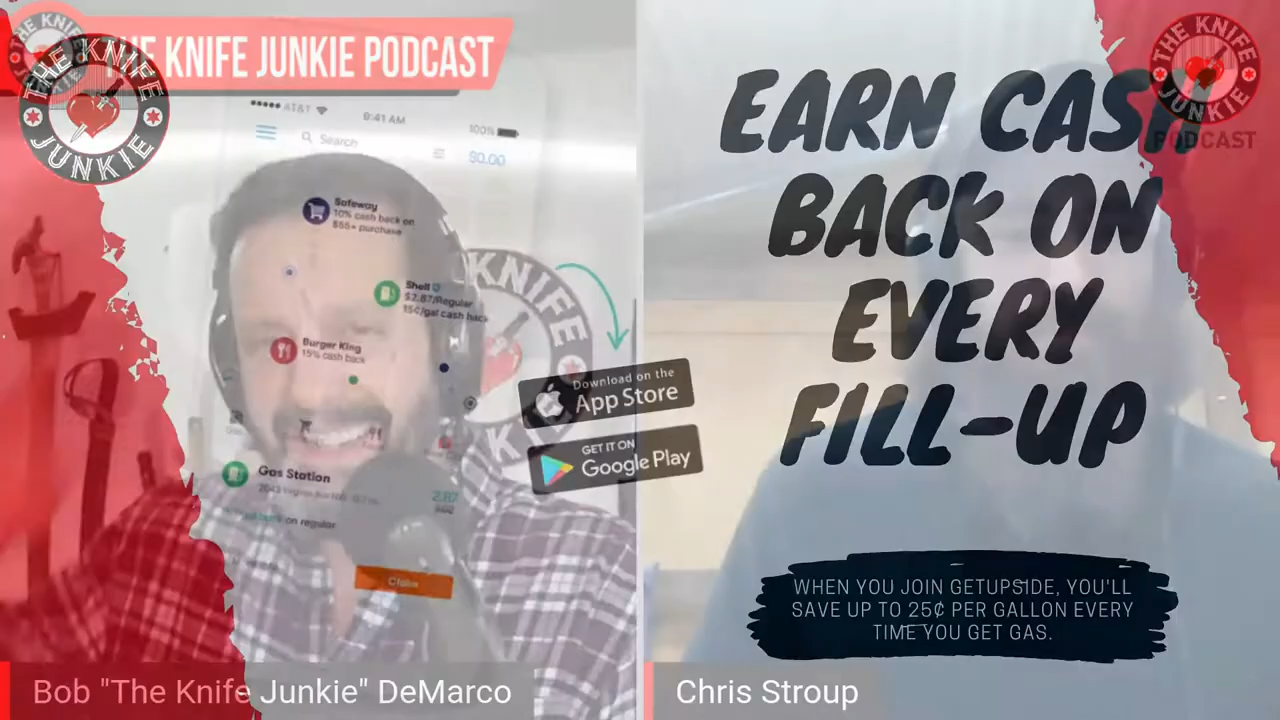 THE KNIFE JUNKIE PODCAST
THE KNIFE
JUNKIE
THE KNIFE
JUNKIE
PODCAST
AT&T
9:41 AM
100%
Search
$0.00
Safeway
10% cash back on
$55+ purchase
Shell
$2.87/Regular
15¢/gal cash back
Burger King
15% cash back
KNIFE
Download on the
App Store
GET IT ON
Google Play
Gas Station
2.87
on regular
Claim
EARN CASH
BACK ON
EVERY
FILL-UP
WHEN YOU JOIN GETUPSIDE, YOU'LL
SAVE UP TO 25¢ PER GALLON EVERY
TIME YOU GET GAS.
Bob "The Knife Junkie" DeMarco
Chris Stroup